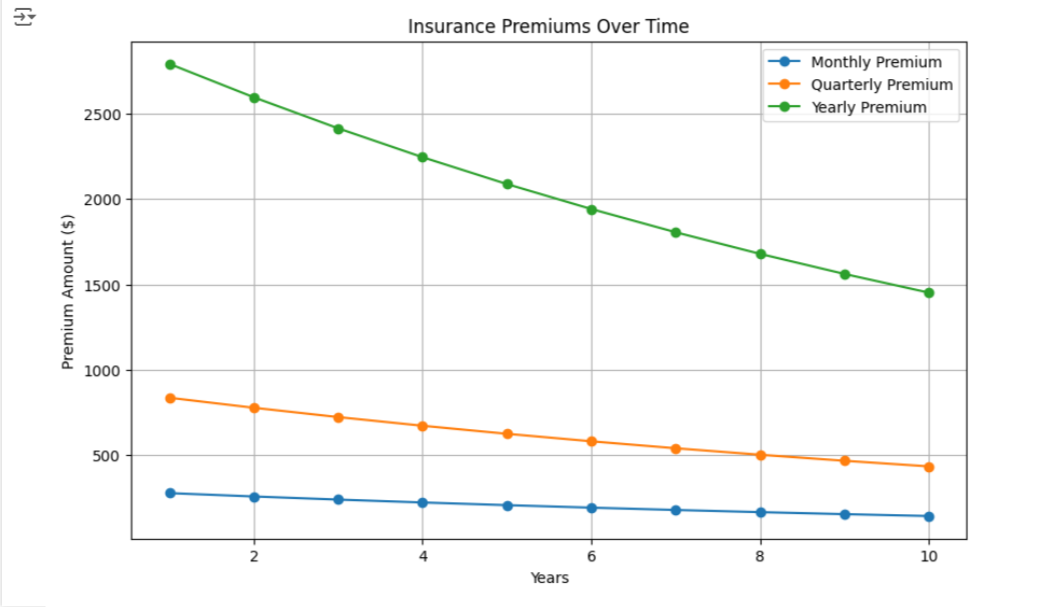 Insurance Premiums Over Time
Monthly Premium
Quarterly Premium
Yearly Premium
Premium Amount ($)
2500
2000
1500
1000
500
2 4 6 8 10
Years